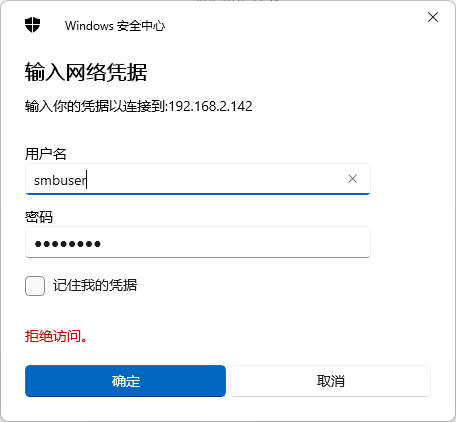 Windows 安全中心
输入网络凭据
输入你的凭据以连接到:192.168.2.142
用户名
smbuser
密码
●●●●●●●●
记住我的凭据
拒绝访问。
确定
取消